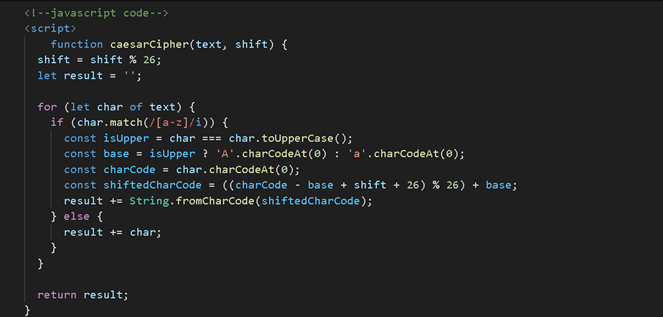 <!--javascript code-->
<script>
function caesarCipher(text, shift) {
shift = shift % 26;
let result = '';
for (let char of text) {
if (char.match(/[a-z]/i)) {
const isUpper = char === char.toUpperCase();
const base = isUpper ? 'A'.charCodeAt(0) : 'a'.charCodeAt(0);
const charCode = char.charCodeAt(0);
const shiftedCharCode = ((charCode - base + shift + 26) % 26) + base;
result += String.fromCharCode(shiftedCharCode);
} else {
result += char;
}
}
return result;
}